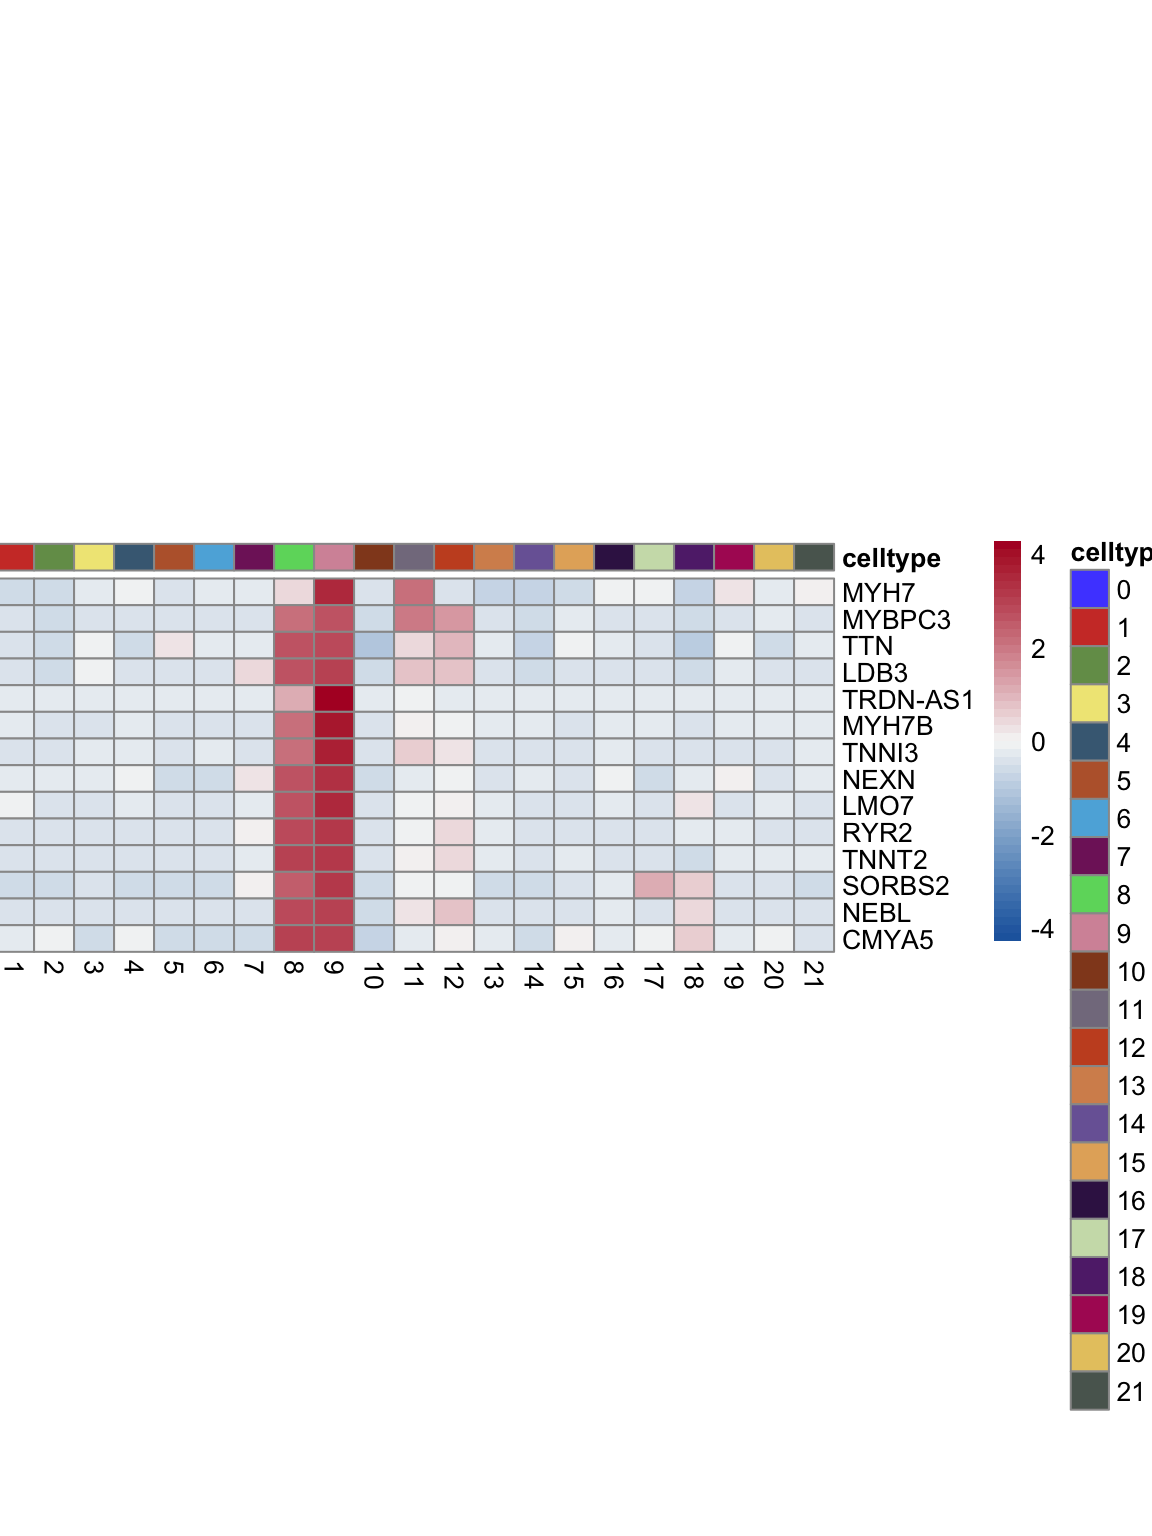 celltype
MYH7
MYBPC3
TTN
LDB3
TRDN-AS1
MYH7B
TNNI3
NEXN
LMO7
RYR2
TNNT2
SORBS2
NEBL
CMYA5
1 2 3 4 5 6 7 8 9 10 11 12 13 14 15 16 17 18 19 20 21
4
2
0
-2
-4
celltyp
0
1
2
3
4
5
6
7
8
9
10
11
12
13
14
15
16
17
18
19
20
21